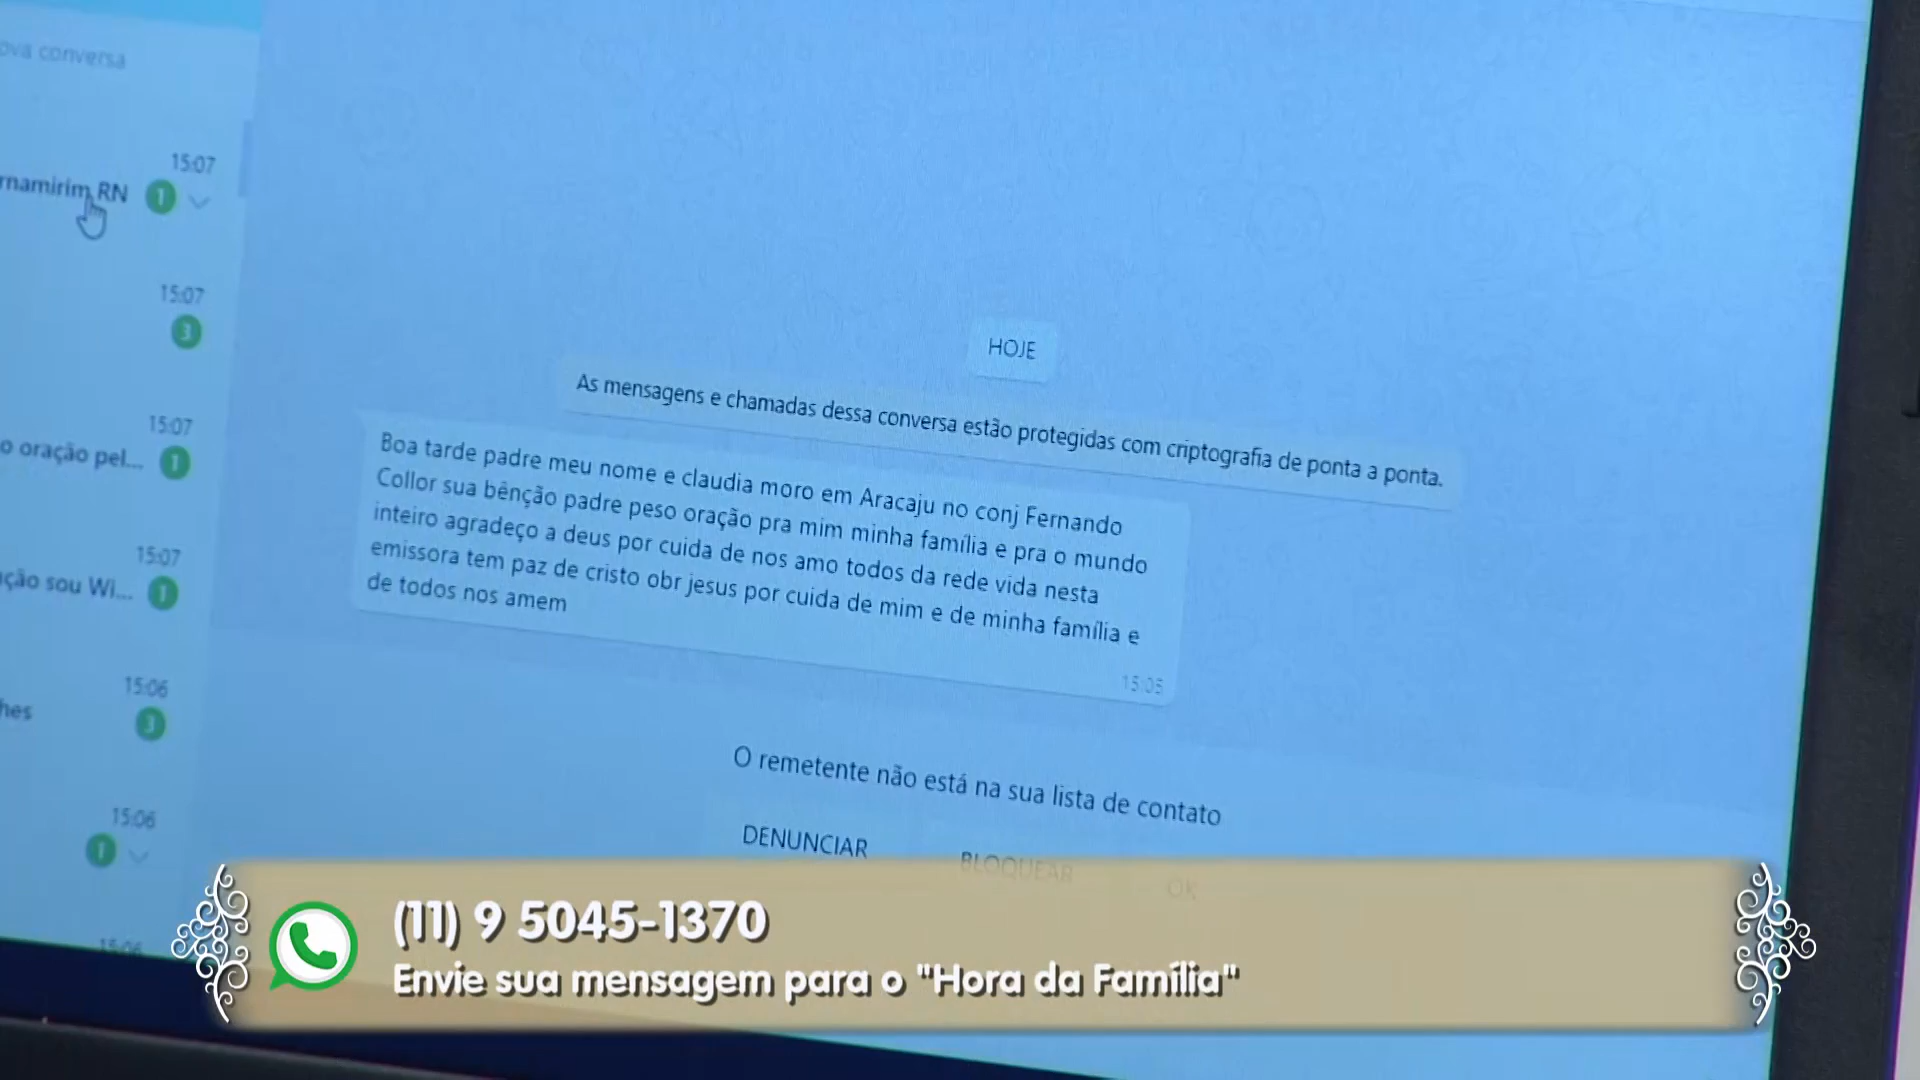 ova conversa
15:07
rnamirim RN
1
15:07
3
15:07
o oração pel...
1
15:07
ação sou Wi...
1
15:06
hes
3
15:06
1
15:06
HOJE
As mensagens e chamadas dessa conversa estão protegidas com criptografia de ponta a ponta.
Boa tarde padre meu nome e claudia moro em Aracaju no conj Fernando
Collor sua bênção padre peso oração pra mim minha família e pra o mundo
inteiro agradeço a deus por cuida de nos amo todos da rede vida nesta
emissora tem paz de cristo obr jesus por cuida de mim e de minha família e
de todos nos amem
15:05
O remetente não está na sua lista de contato
DENUNCIAR
BLOQUEAR
OK
(11) 9 5045-1370
Envie sua mensagem para o "Hora da Família"